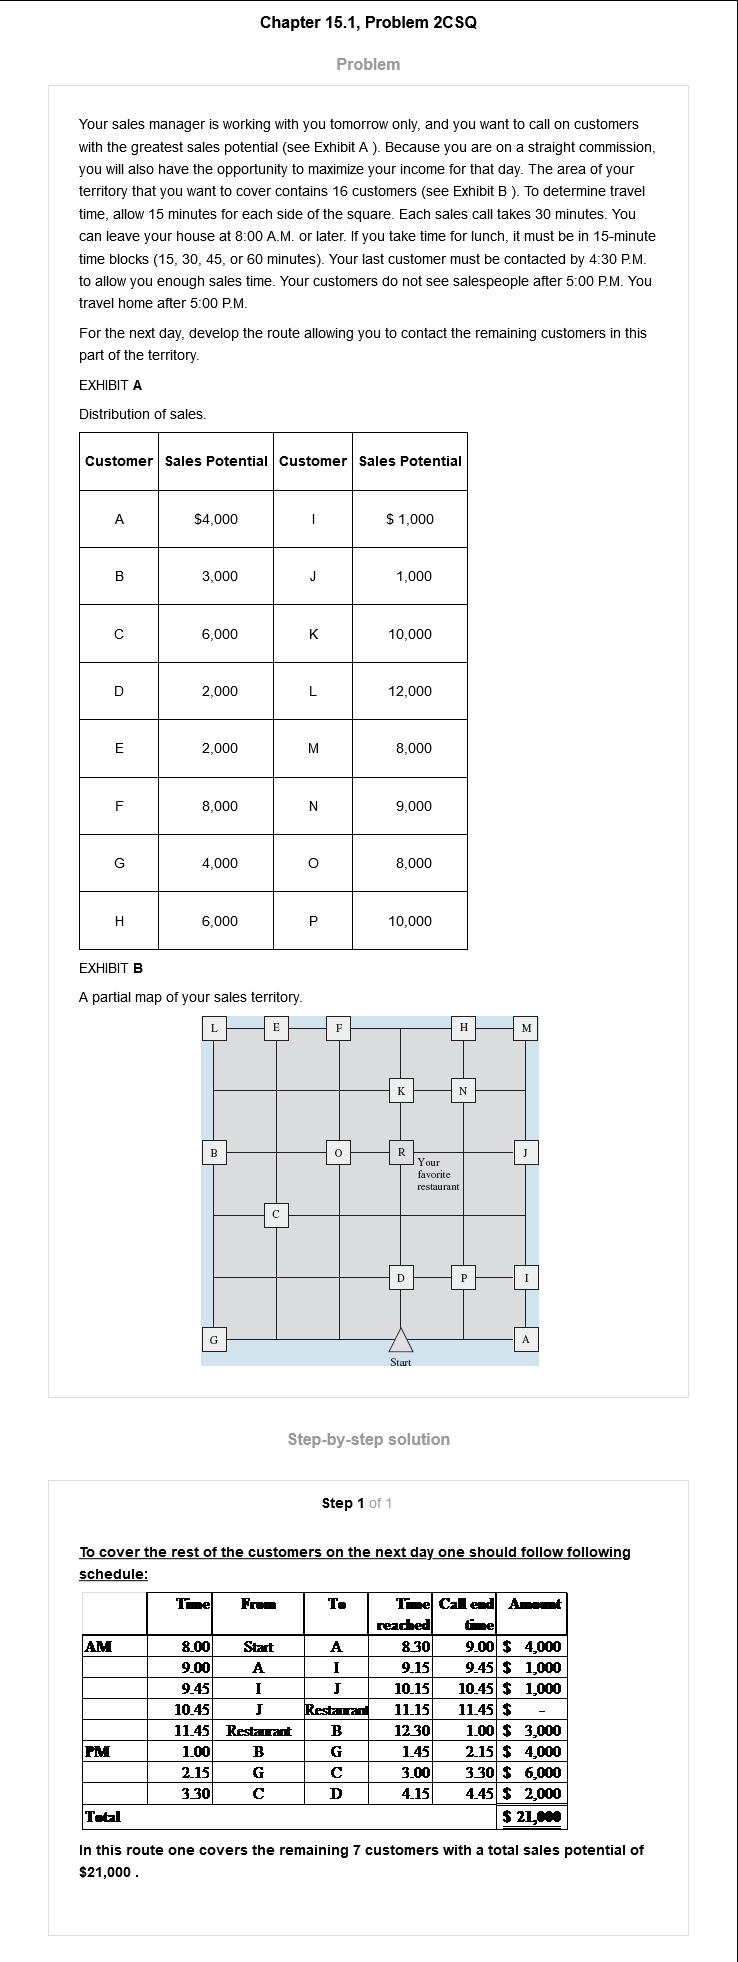 Chapter 15.1, Problem 2CSQ
Problem
Your sales manager is working with you tomorrow only, and you want to call on customers
with the greatest sales potential (see Exhibit A ). Because you are on a straight commission,
you will also have the opportunity to maximize your income for that day. The area of your
territory that you want to cover contains 16 customers (see Exhibit B ). To determine travel
time, allow 15 minutes for each side of the square. Each sales call takes 30 minutes. You
can leave your house at 8:00 A.M. or later. If you take time for lunch, it must be in 15-minute
time blocks (15, 30, 45, or 60 minutes). Your last customer must be contacted by 4:30 P.M.
to allow you enough sales time. Your customers do not see salespeople after 5:00 P.M. You
travel home after 5:00 P.M.
For the next day, develop the route allowing you to contact the remaining customers in this
part of the territory.
EXHIBIT A
Distribution of sales.
Customer Sales Potential Customer Sales Potential
A $4,000 I $ 1,000
B 3,000 J 1,000
C 6,000 K 10,000
D 2,000 L 12,000
E 2,000 M 8,000
F 8,000 N 9,000
G 4,000 O 8,000
H 6,000 P 10,000
EXHIBIT B
A partial map of your sales territory.
L E F H M
K N
B O R J
Your
favorite
restaurant
C
D P I
G A
Start
Step-by-step solution
Step 1 of 1
To cover the rest of the customers on the next day one should follow following
schedule:
Time From To Time Call end Amount
reached time
AM 8.00 Start A 8.30 9.00 $ 4,000
9.00 A I 9.15 9.45 $ 1,000
9.45 I J 10.15 10.45 $ 1,000
10.45 J Restaurant 11.15 11.45 $ -
11.45 Restaurant B 12.30 1.00 $ 3,000
PM 1.00 B G 1.45 2.15 $ 4,000
2.15 G C 3.00 3.30 $ 6,000
3.30 C D 4.15 4.45 $ 2,000
Total $ 21,000
In this route one covers the remaining 7 customers with a total sales potential of
$21,000 .